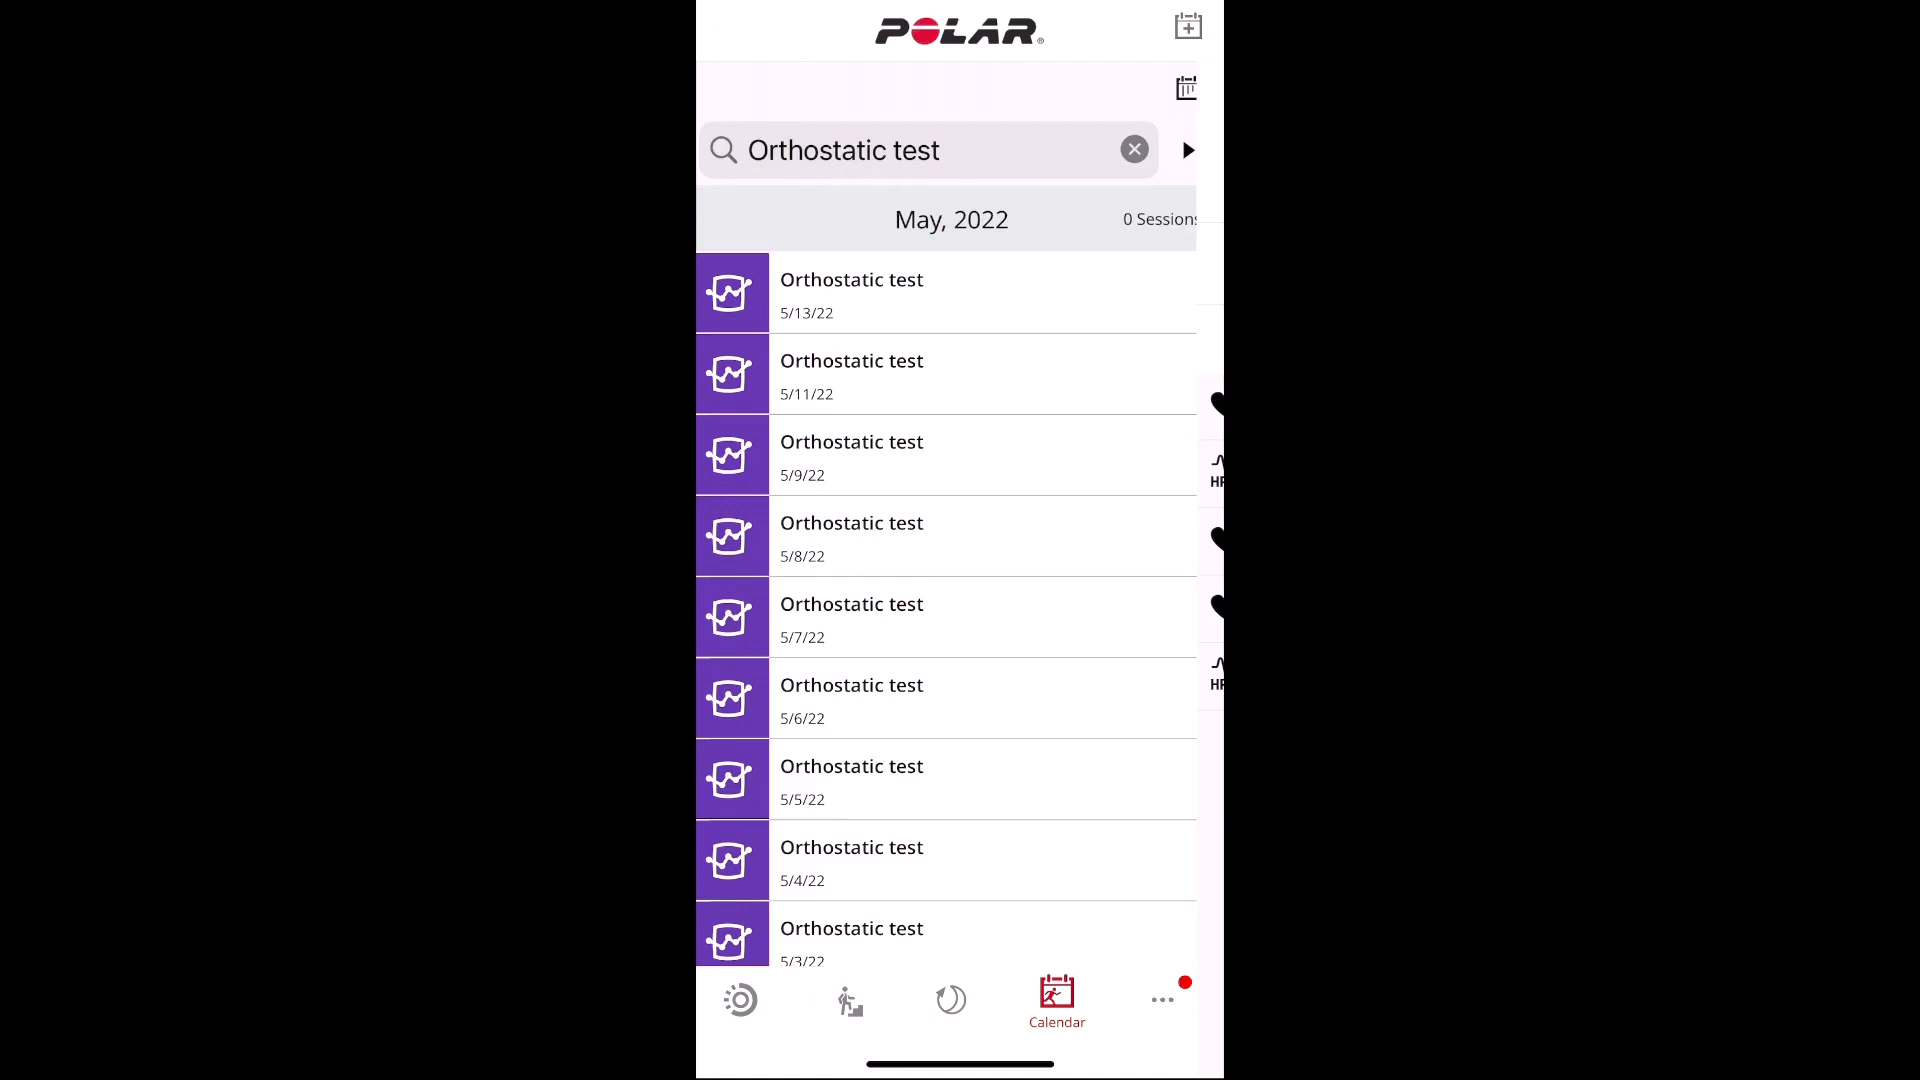 POLAR
Orthostatic test
May, 2022
0 Sessions
Orthostatic test
5/13/22
Orthostatic test
5/11/22
Orthostatic test
5/9/22
Orthostatic test
5/8/22
Orthostatic test
5/7/22
Orthostatic test
5/6/22
Orthostatic test
5/5/22
Orthostatic test
5/4/22
Orthostatic test
5/3/22
Calendar